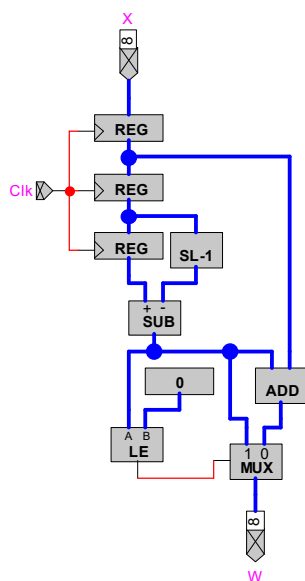 X
8
REG
Clk
REG
REG
SL-1
+ -
SUB
0
ADD
A B
LE
1 0
MUX
8
W